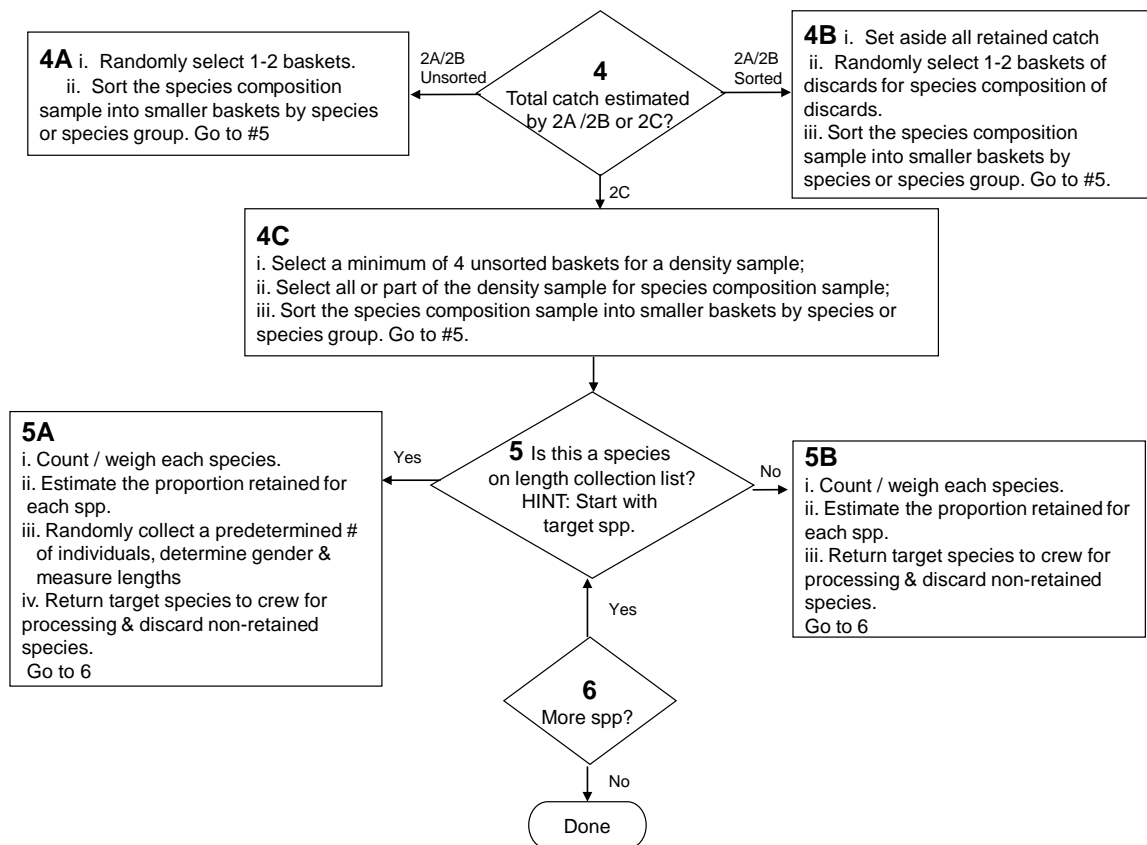 4A i. Randomly select 1-2 baskets.
ii. Sort the species composition
sample into smaller baskets by species
or species group. Go to #5
2A/2B
Unsorted
4
Total catch estimated
by 2A /2B or 2C?
2A/2B
Sorted
4B i. Set aside all retained catch
ii. Randomly select 1-2 baskets of
discards for species composition of
discards.
iii. Sort the species composition
sample into smaller baskets by
species or species group. Go to #5.
2C
4C
i. Select a minimum of 4 unsorted baskets for a density sample;
ii. Select all or part of the density sample for species composition sample;
iii. Sort the species composition sample into smaller baskets by species or
species group. Go to #5.
5A
i. Count / weigh each species.
ii. Estimate the proportion retained for
each spp.
iii. Randomly collect a predetermined #
of individuals, determine gender &
measure lengths
iv. Return target species to crew for
processing & discard non-retained
species.
Go to 6
Yes
5 Is this a species
on length collection list?
HINT: Start with
target spp.
No
5B
i. Count / weigh each species.
ii. Estimate the proportion retained for
each spp.
iii. Return target species to crew for
processing & discard non-retained
species.
Go to 6
Yes
6
More spp?
No
Done